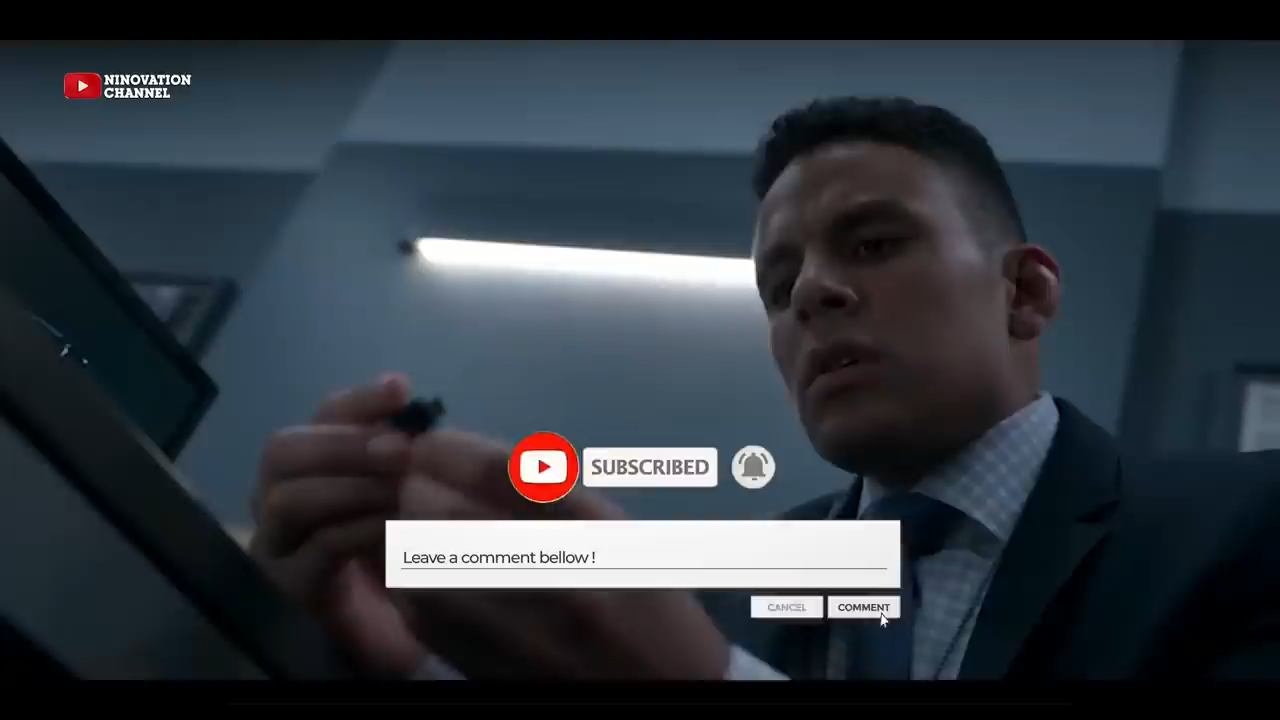 NINOVATION
CHANNEL
SUBSCRIBED
Leave a comment bellow !
CANCEL
COMMENT